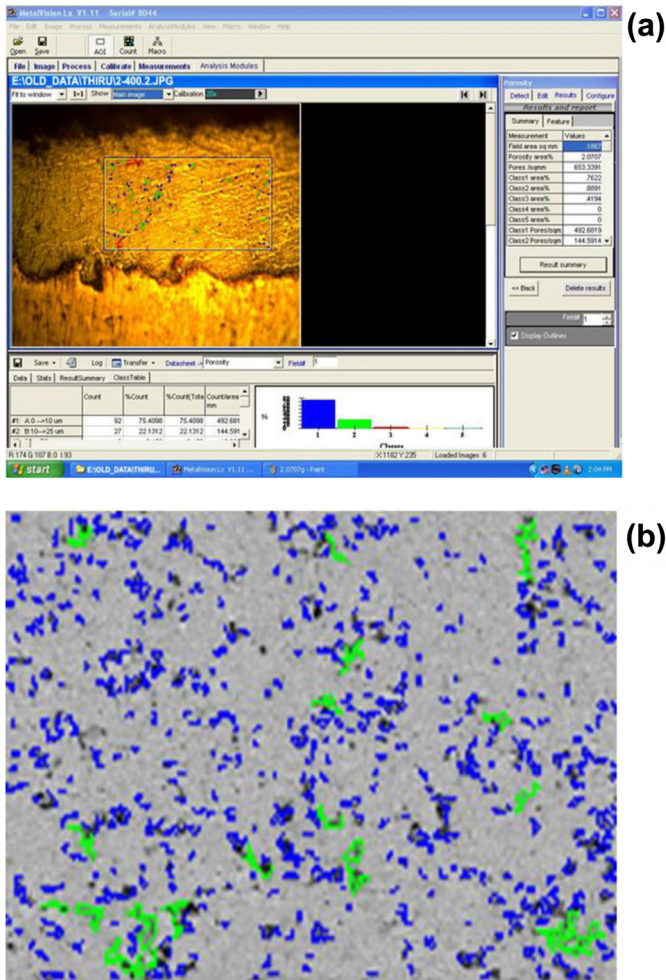 MetalVision Lx V1.11 -Serial# 8044
(a)
File Edit Image Process Measurements AnalysisModules View Macro Window Help
Open Save AOI Count Macro
File Image Process Calibrate Measurements Analysis Modules
E:\OLD_DATA\THIRU\2-400.2.JPG
Fit to window 1÷1 Show Main image Calibration 20x
Porosity
Detect Edit Results Configure
Results and report
Summary Feature
Measurement Values
Field area sq mm .1867
Porosity area% 2.0707
Pores /sqmm 653.3391
Class1 area% .7622
Class2 area% .8891
Class3 area% .4194
Class4 area% 0
Class5 area% 0
Class1 Pores/sqm 492.6819
Class2 Pores/sqm 144.5914
Result summary
<< Back Delete results
Field# 1
Display Outlines
Save Log Transfer Datasheet -> Porosity Field# 1
Data Stats ResultSummary ClassTable
Count %Count %Count(Tota Count/area mm
#1: A:0 -->10 um 92 75.4098 75.4098 492.681
#2: B:10-->25 um 27 22.1312 22.1312 144.591
%
1 2 3 4 5
Classes
R:174 G:107 B:0 I:93 X:1182 Y:235 Loaded Images :6
start E:\OLD_DATA\THIRU... MetalVision Lx V1.11 ... 2.0707g - Paint 2:04 PM
(b)